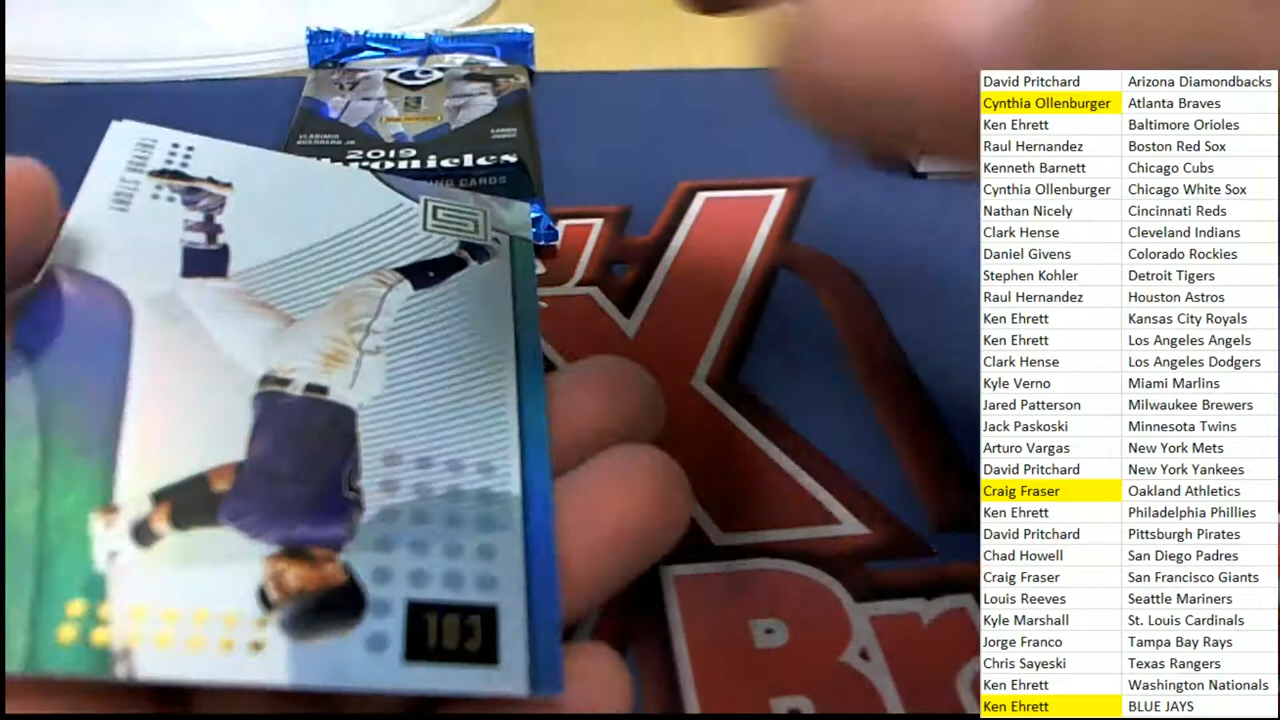 VLADIMIR GUERRERO JR
AARON JUDGE
2019
Chronicles
ING CARDS
103
Br
David Pritchard Arizona Diamondbacks
Cynthia Ollenburger Atlanta Braves
Ken Ehrett Baltimore Orioles
Raul Hernandez Boston Red Sox
Kenneth Barnett Chicago Cubs
Cynthia Ollenburger Chicago White Sox
Nathan Nicely Cincinnati Reds
Clark Hense Cleveland Indians
Daniel Givens Colorado Rockies
Stephen Kohler Detroit Tigers
Raul Hernandez Houston Astros
Ken Ehrett Kansas City Royals
Ken Ehrett Los Angeles Angels
Clark Hense Los Angeles Dodgers
Kyle Verno Miami Marlins
Jared Patterson Milwaukee Brewers
Jack Paskoski Minnesota Twins
Arturo Vargas New York Mets
David Pritchard New York Yankees
Craig Fraser Oakland Athletics
Ken Ehrett Philadelphia Phillies
David Pritchard Pittsburgh Pirates
Chad Howell San Diego Padres
Craig Fraser San Francisco Giants
Louis Reeves Seattle Mariners
Kyle Marshall St. Louis Cardinals
Jorge Franco Tampa Bay Rays
Chris Sayeski Texas Rangers
Ken Ehrett Washington Nationals
Ken Ehrett BLUE JAYS